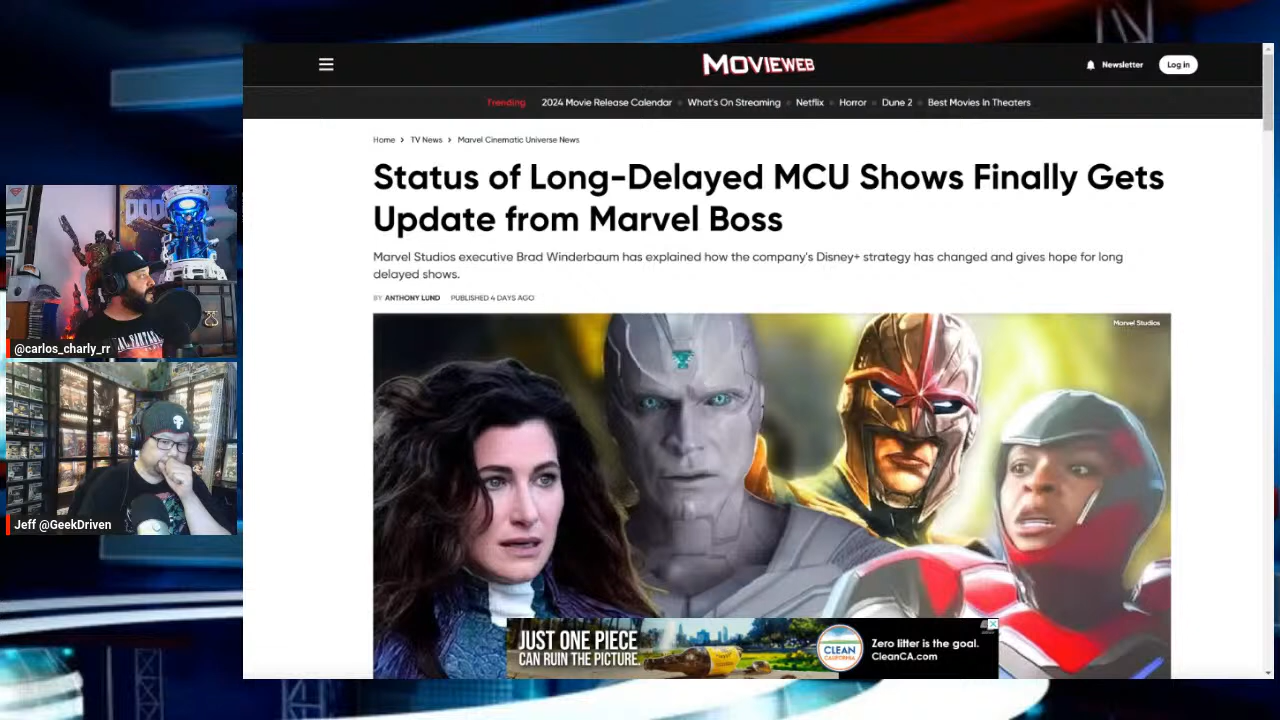 MOVIEWEB
Newsletter
Log in
Trending
2024 Movie Release Calendar
What's On Streaming
Netflix
Horror
Dune 2
Best Movies In Theaters
Home > TV News > Marvel Cinematic Universe News
Status of Long-Delayed MCU Shows Finally Gets
Update from Marvel Boss
Marvel Studios executive Brad Winderbaum has explained how the company's Disney+ strategy has changed and gives hope for long
delayed shows.
BY ANTHONY LUND PUBLISHED 4 DAYS AGO
Marvel Studios
DOO
@carlos_charly_rr
Jeff @GeekDriven
JUST ONE PIECE
CAN RUIN THE PICTURE.
CLEAN
CALIFORNIA
Zero litter is the goal.
CleanCA.com